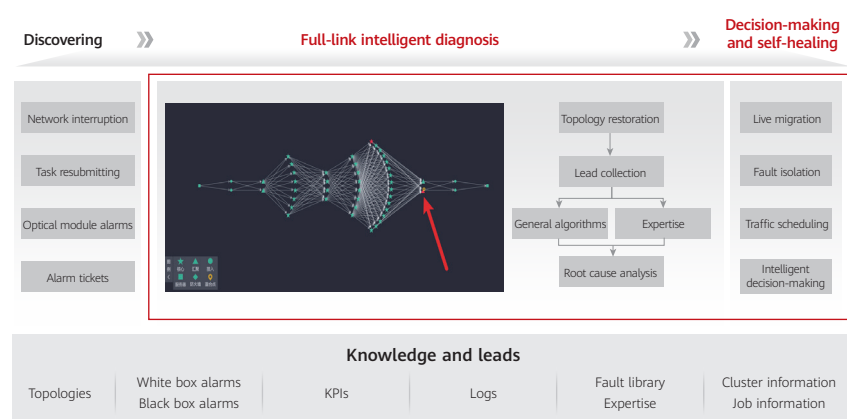 Discovering
Full-link intelligent diagnosis
Decision-making
and self-healing
Network interruption
Task resubmitting
Optical module alarms
Alarm tickets
Topology restoration
Lead collection
General algorithms
Expertise
Root cause analysis
Live migration
Fault isolation
Traffic scheduling
Intelligent
decision-making
Knowledge and leads
Topologies
White box alarms
Black box alarms
KPIs
Logs
Fault library
Expertise
Cluster information
Job information